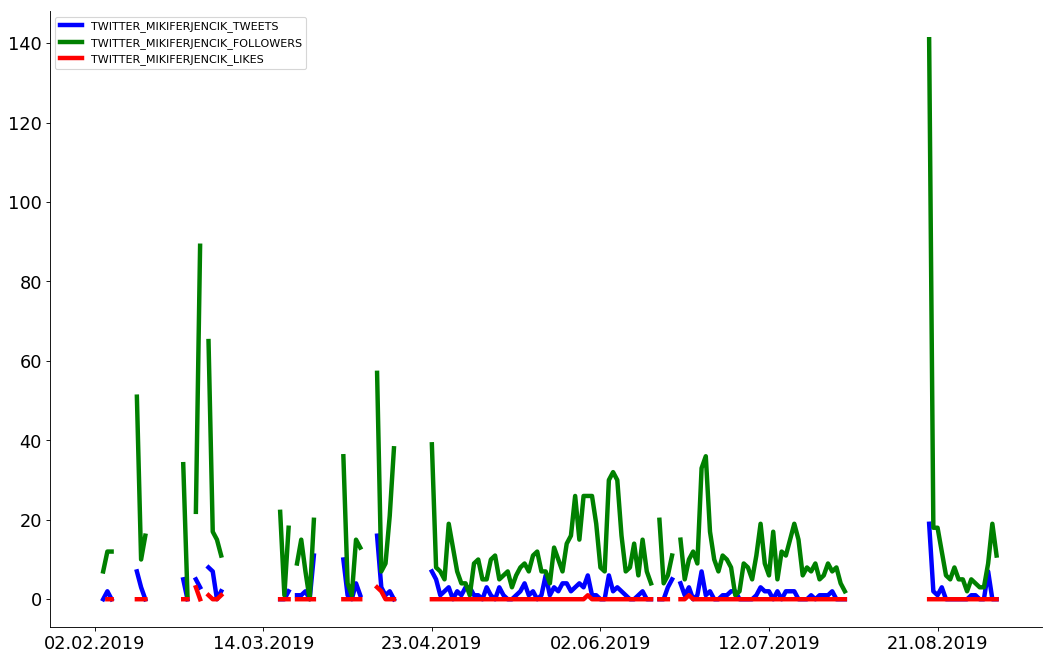 TWITTER_MIKIFERJENCIK_TWEETS
TWITTER_MIKIFERJENCIK_FOLLOWERS
TWITTER_MIKIFERJENCIK_LIKES
140
120
100
80
60
40
20
0
02.02.2019 14.03.2019 23.04.2019 02.06.2019 12.07.2019 21.08.2019